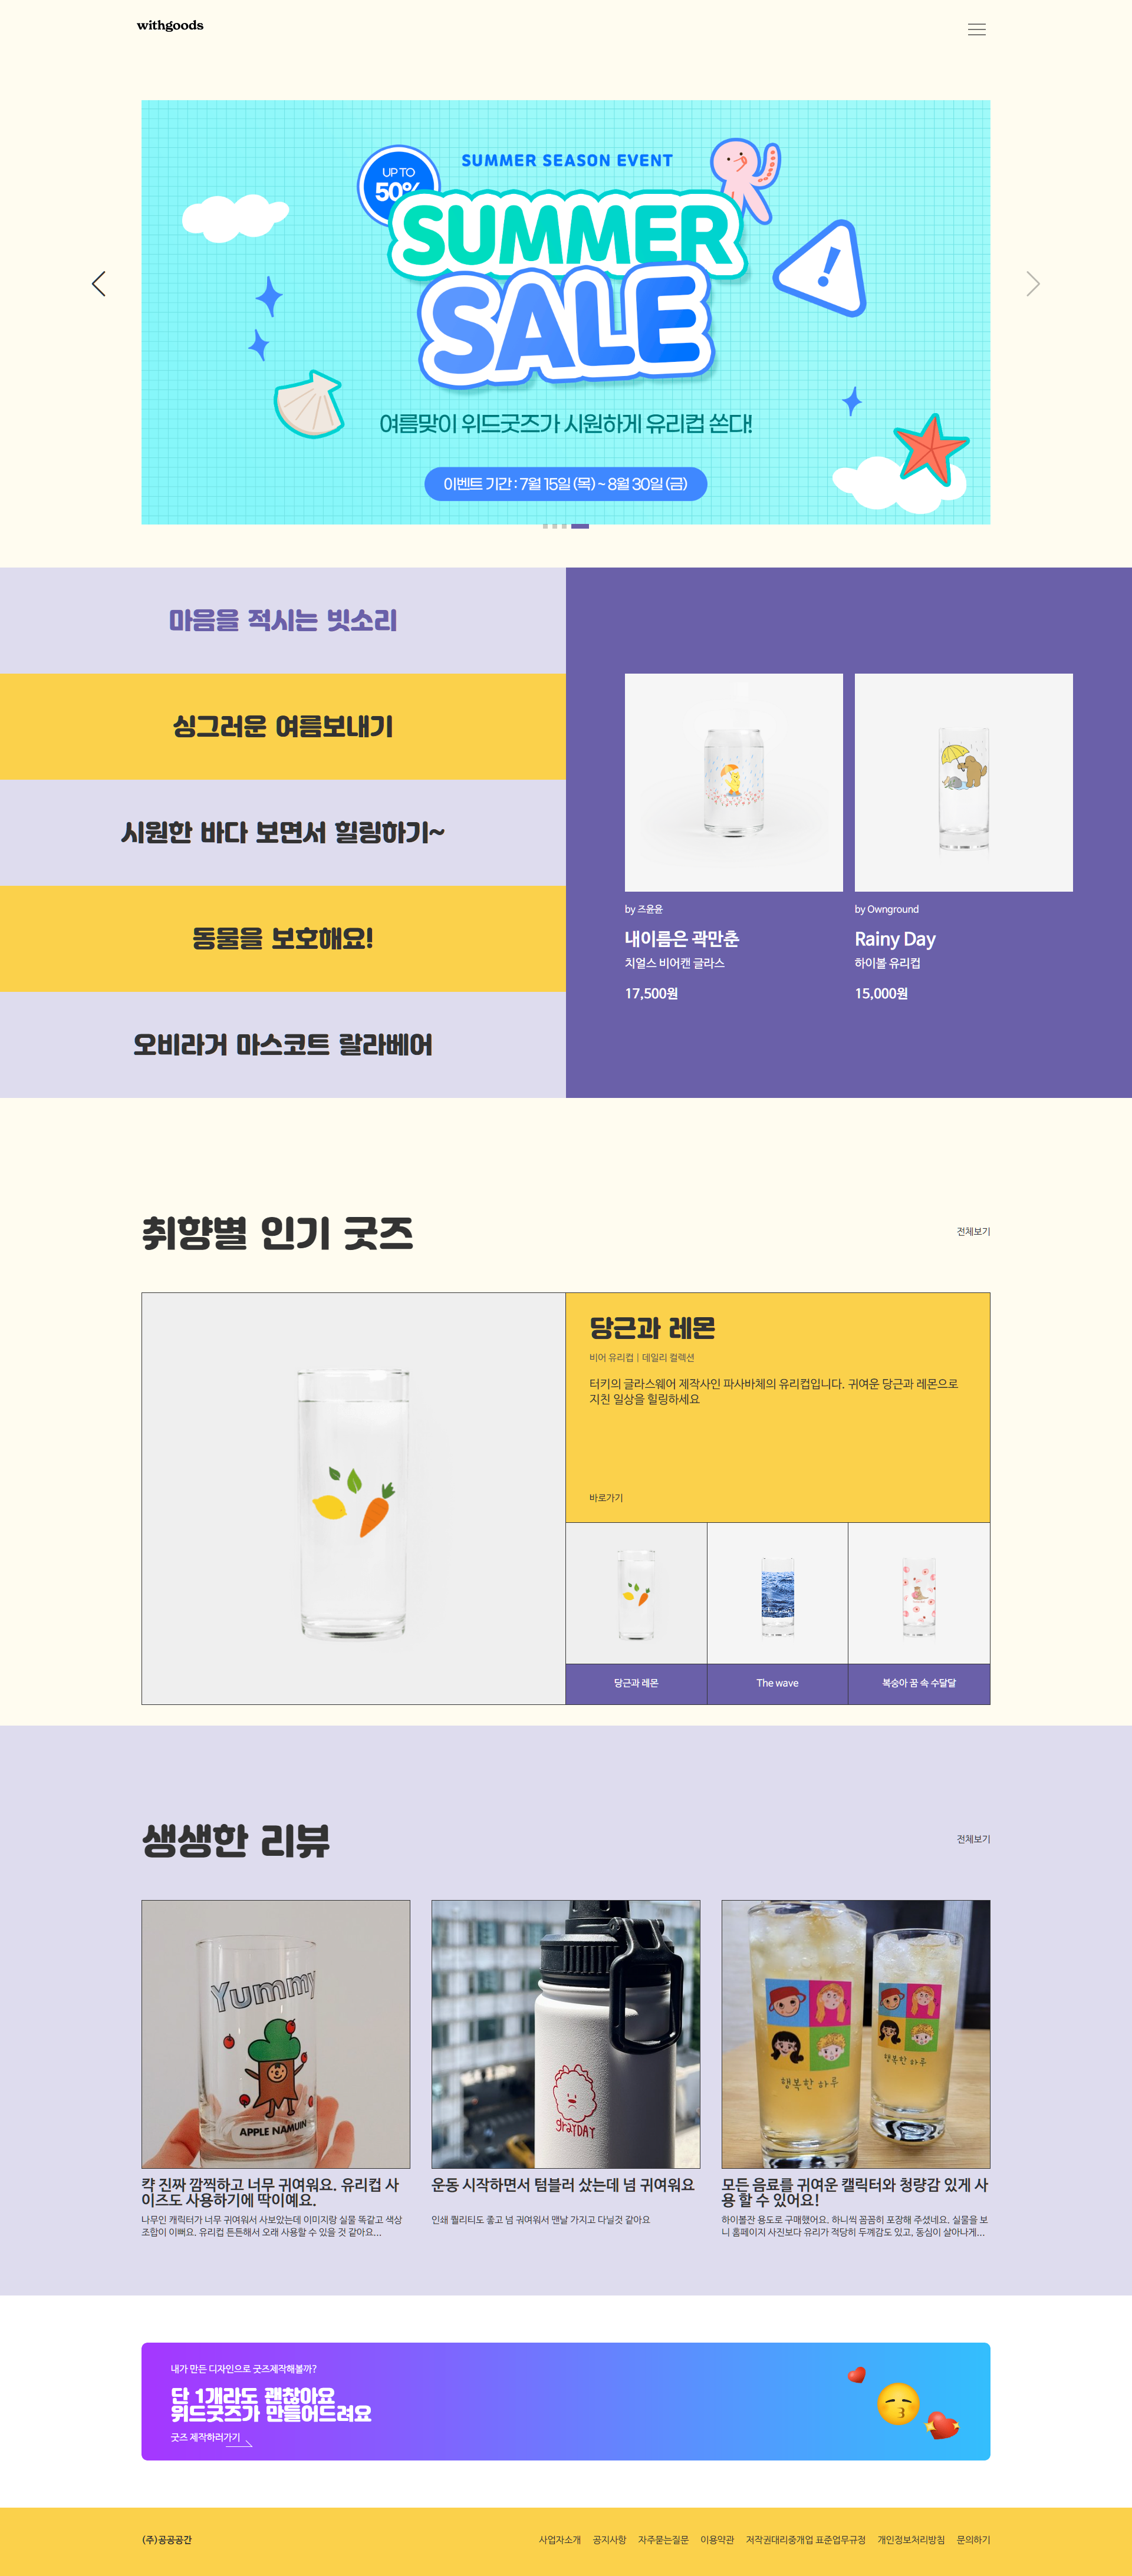 withgoods
UP TO
50%
SUMMER SEASON EVENT
SUMMER
SALE
여름맞이 위드굿즈가 시원하게 유리컵 쏜다!
이벤트 기간 : 7월 15일 (목) ~ 8월 30일 (금)
마음을 적시는 빗소리
싱그러운 여름보내기
시원한 바다 보면서 힐링하기~
동물을 보호해요!
오비라거 마스코트 랄라베어
by 즈윤윤
내이름은 곽만춘
치얼스 비어캔 글라스
17,500원
by Ownground
Rainy Day
하이볼 유리컵
15,000원
취향별 인기 굿즈
전체보기
당근과 레몬
비어 유리컵 | 데일리 컬렉션
터키의 글라스웨어 제작사인 파사바체의 유리컵입니다. 귀여운 당근과 레몬으로
지친 일상을 힐링하세요
바로가기
당근과 레몬
The wave
복숭아 꿈 속 수달달
생생한 리뷰
전체보기
Yummy
APPLE NAMUIN
grayDAY
행복한 하루
행복한 하루
캭 진짜 깜찍하고 너무 귀여워요. 유리컵 사
이즈도 사용하기에 딱이예요.
나무인 캐릭터가 너무 귀여워서 사보았는데 이미지랑 실물 똑같고 색상
조합이 이뻐요. 유리컵 튼튼해서 오래 사용할 수 있을 것 같아요...
운동 시작하면서 텀블러 샀는데 넘 귀여워요
인쇄 퀄리티도 좋고 넘 귀여워서 맨날 가지고 다닐것 같아요
모든 음료를 귀여운 캘릭터와 청량감 있게 사
용 할 수 있어요!
하이볼잔 용도로 구매했어요. 하니씩 꼼꼼히 포장해 주셨네요. 실물을 보
니 홈페이지 사진보다 유리가 적당히 두께감도 있고, 동심이 살아나게...
내가 만든 디자인으로 굿즈제작해볼까?
단 1개라도 괜찮아요
위드굿즈가 만들어드려요
굿즈 제작하러가기
(주)공공공간
사업자소개 공지사항 자주묻는질문 이용약관 저작권대리중개업 표준업무규정 개인정보처리방침 문의하기